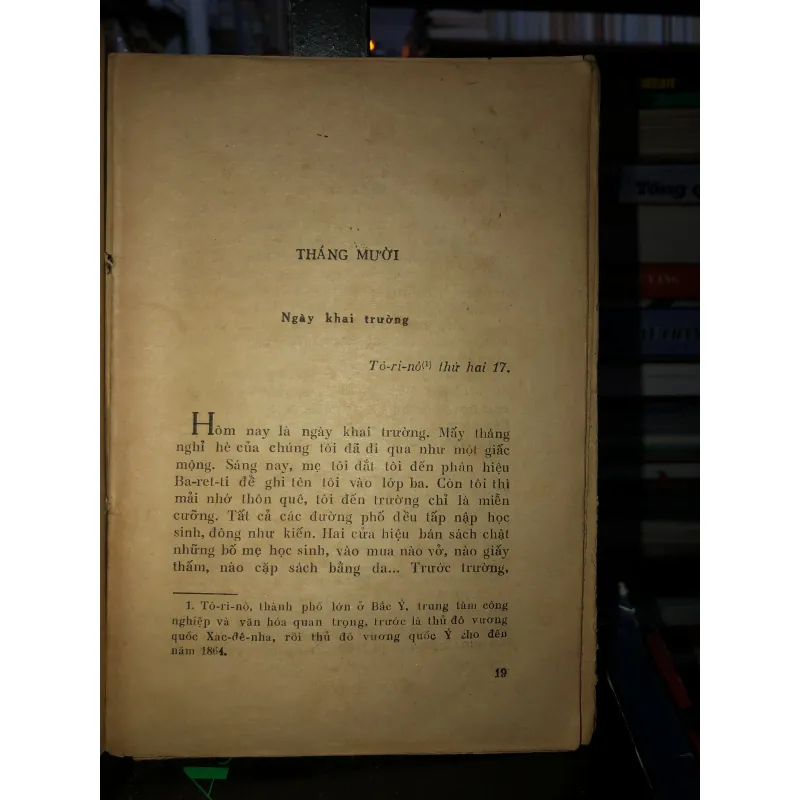 THÁNG MƯỜI
Ngày khai trường
Tô-ri-nô(1) thứ hai 17.
Hôm nay là ngày khai trường. Mấy tháng
nghỉ hè của chúng tôi đã đi qua như một giấc
mộng. Sáng nay, mẹ tôi dắt tôi đến phân hiệu
Ba-ret-ti để ghi tên tôi vào lớp ba. Còn tôi thì
mải nhớ thôn quê, tôi đến trường chỉ là miễn
cưỡng. Tất cả các đường phố đều tấp nập học
sinh, đông như kiến. Hai cửa hiệu bán sách chật
những bố mẹ học sinh, vào mua nào vở, nào giấy
thấm, nào cặp sách bằng da... Trước trường,
1. Tô-ri-nô, thành phố lớn ở Bắc Ý, trung tâm công
nghiệp và văn hóa quan trọng, trước là thủ đô vương
quốc Xac-đê-nha, rồi thủ đô vương quốc Ý cho đến
năm 1864.
19
Tổng